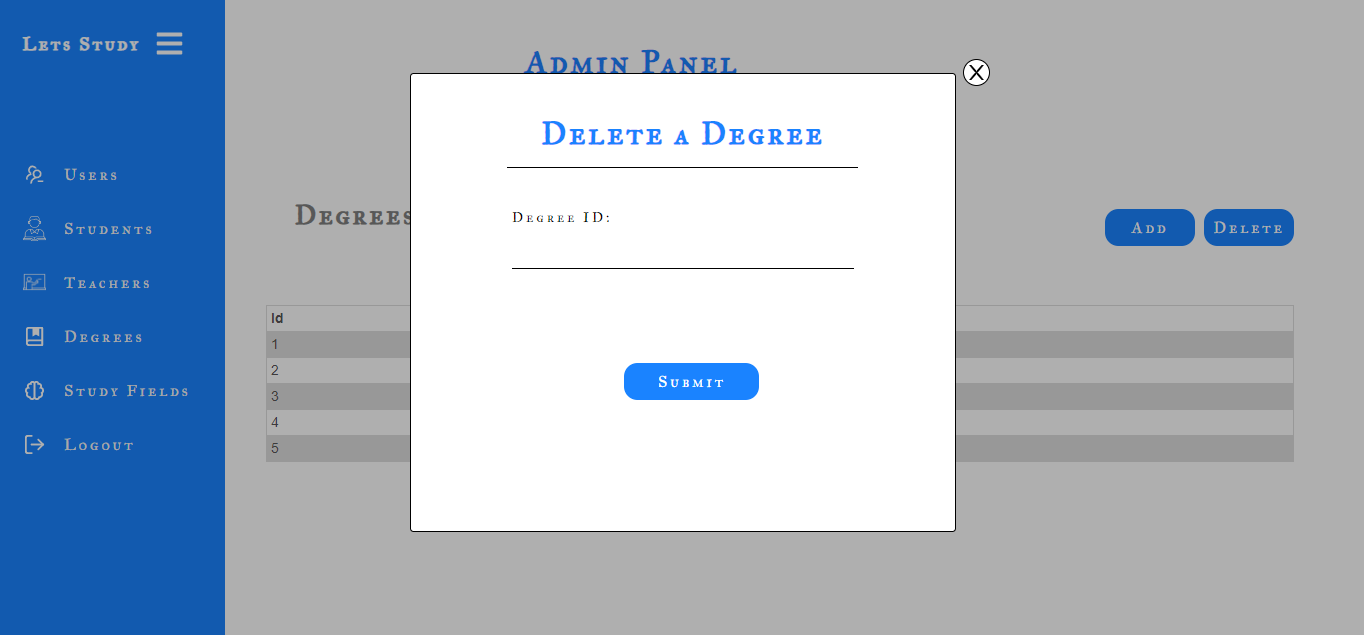 Lets Study
Users
Students
Teachers
Degrees
Study Fields
Logout
Admin Panel
Degrees
Add
Delete
Id
1
2
3
4
5
X
Delete a Degree
Degree ID:
Submit